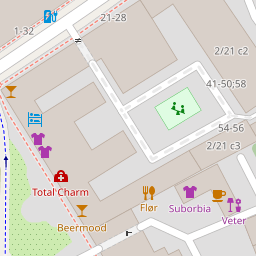 21-28
1-32
2/21 c2
41-50;58
54-56
2/21 c3
Total Charm
Flør
Suborbia
Veter
Beermood